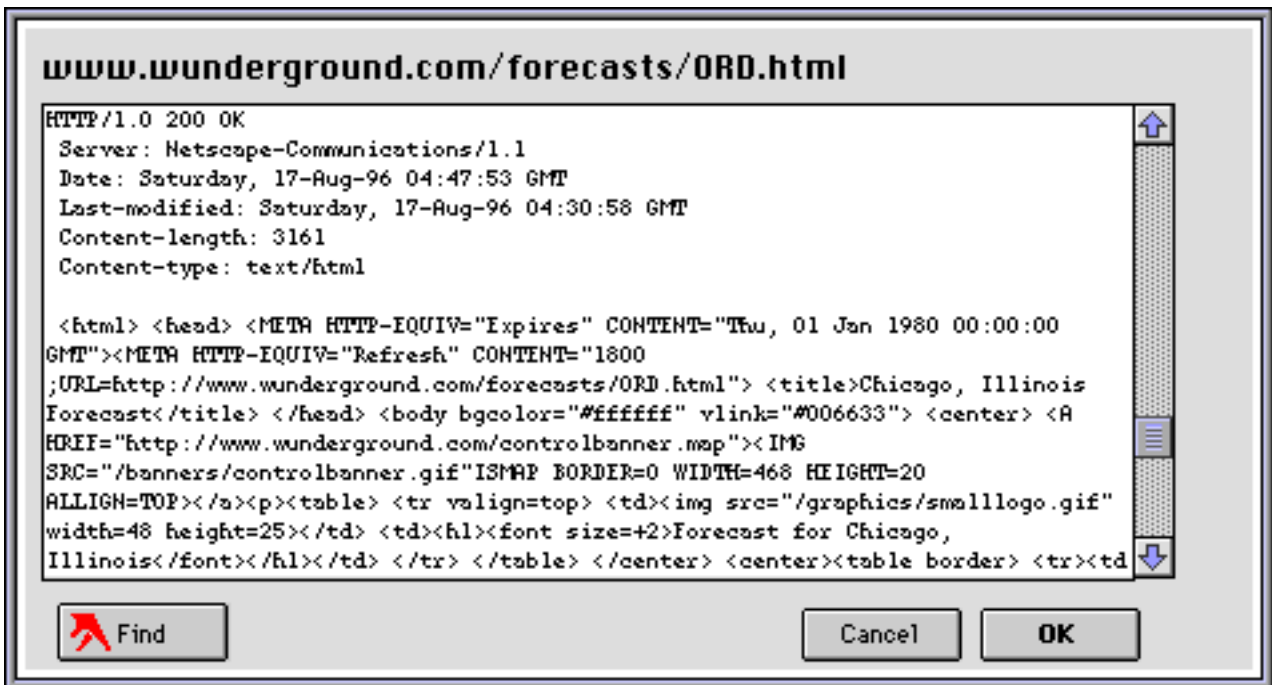 www.wunderground.com/forecasts/ORD.html
HTTP/1.0 200 OK
Server: Netscape-Communications/1.1
Date: Saturday, 17-Aug-96 04:47:53 GMT
Last-modified: Saturday, 17-Aug-96 04:30:58 GMT
Content-length: 3161
Content-type: text/html
<html> <head> <META HTTP-EQUIV="Expires" CONTENT="Thu, 01 Jan 1980 00:00:00
GMT"><META HTTP-EQUIV="Refresh" CONTENT="1800
;URL=http://www.wunderground.com/forecasts/ORD.html"> <title>Chicago, Illinois
Forecast</title> </head> <body bgcolor="#ffffff" vlink="#006633"> <center> <A
HREF="http://www.wunderground.com/controlbanner.map"><IMG
SRC="/banners/controlbanner.gif"ISMAP BORDER=0 WIDTH=468 HEIGHT=20
ALLIGN=TOP></a><p><table> <tr valign=top> <td><img src="/graphics/smalllogo.gif"
width=48 height=25></td> <td><h1><font size=+2>Forecast for Chicago,
Illinois</font></h1></td> </tr> </table> </center> <center><table border> <tr><td
Find
Cancel
OK